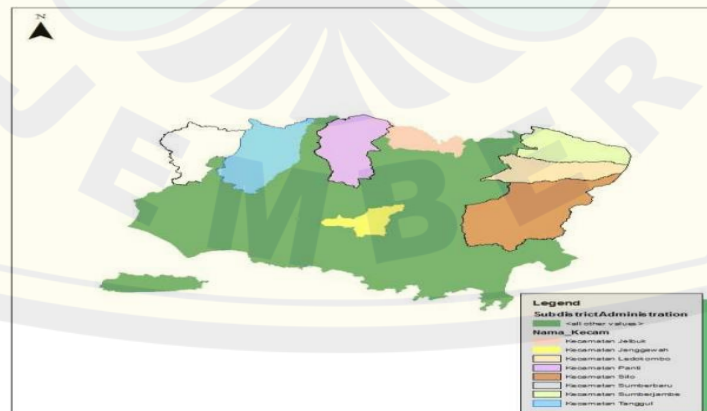 N
JEMBER
Legend
SubdistrictAdministration
<all other values>
Nama_Kecam
Kecamatan Jelbuk
Kecamatan Jenggawah
Kecamatan Ledokombo
Kecamatan Panti
Kecamatan Silo
Kecamatan Sumberbaru
Kecamatan Sumberjambe
Kecamatan Tanggul